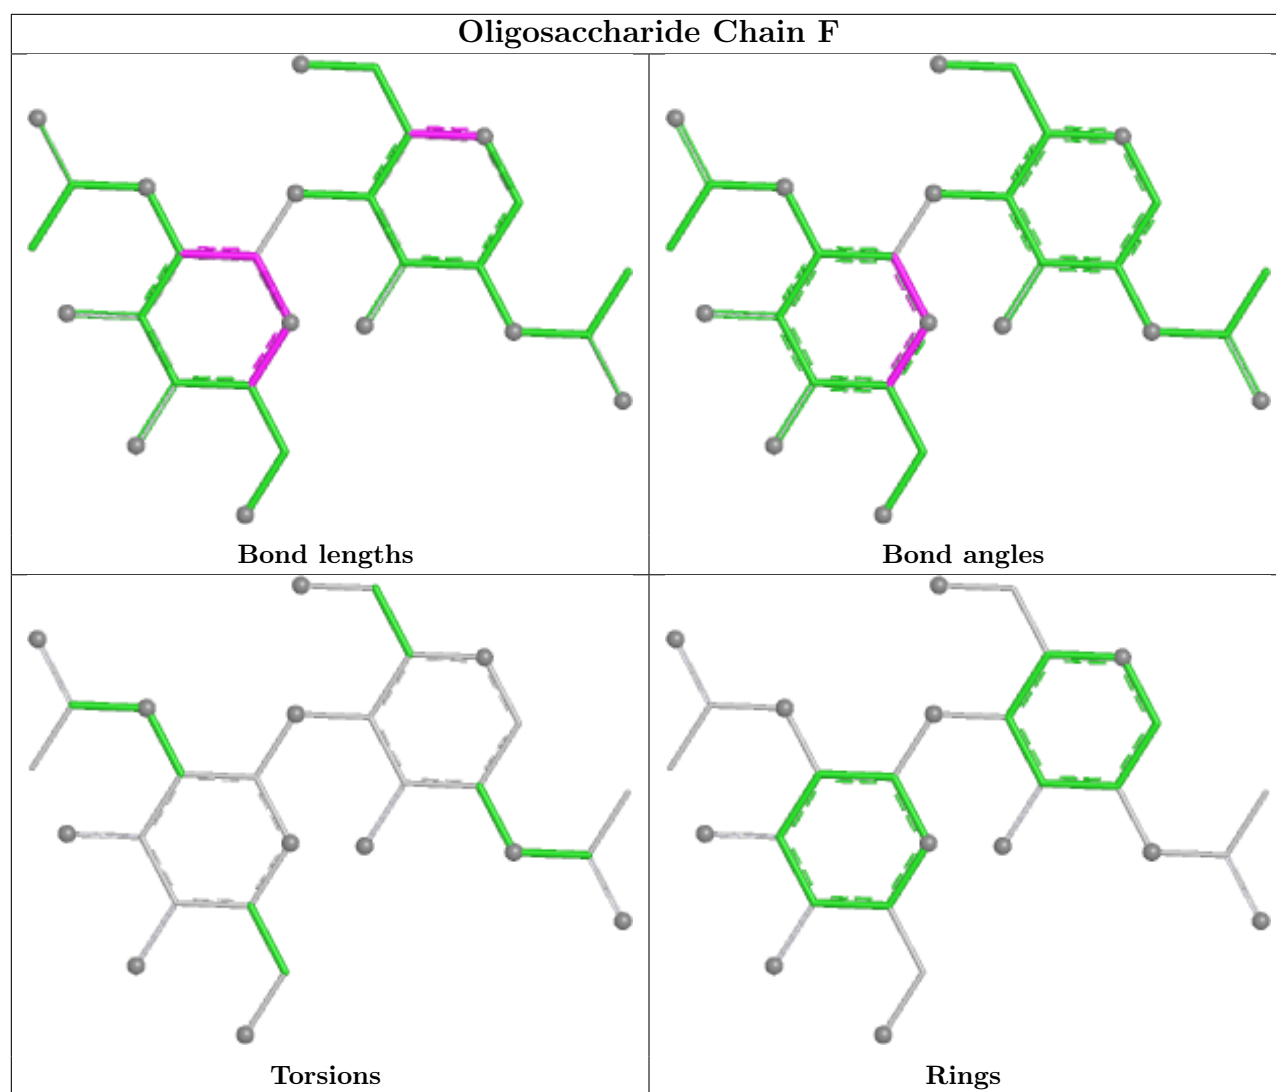 Oligosaccharide Chain F
Bond lengths
Bond angles
Torsions
Rings